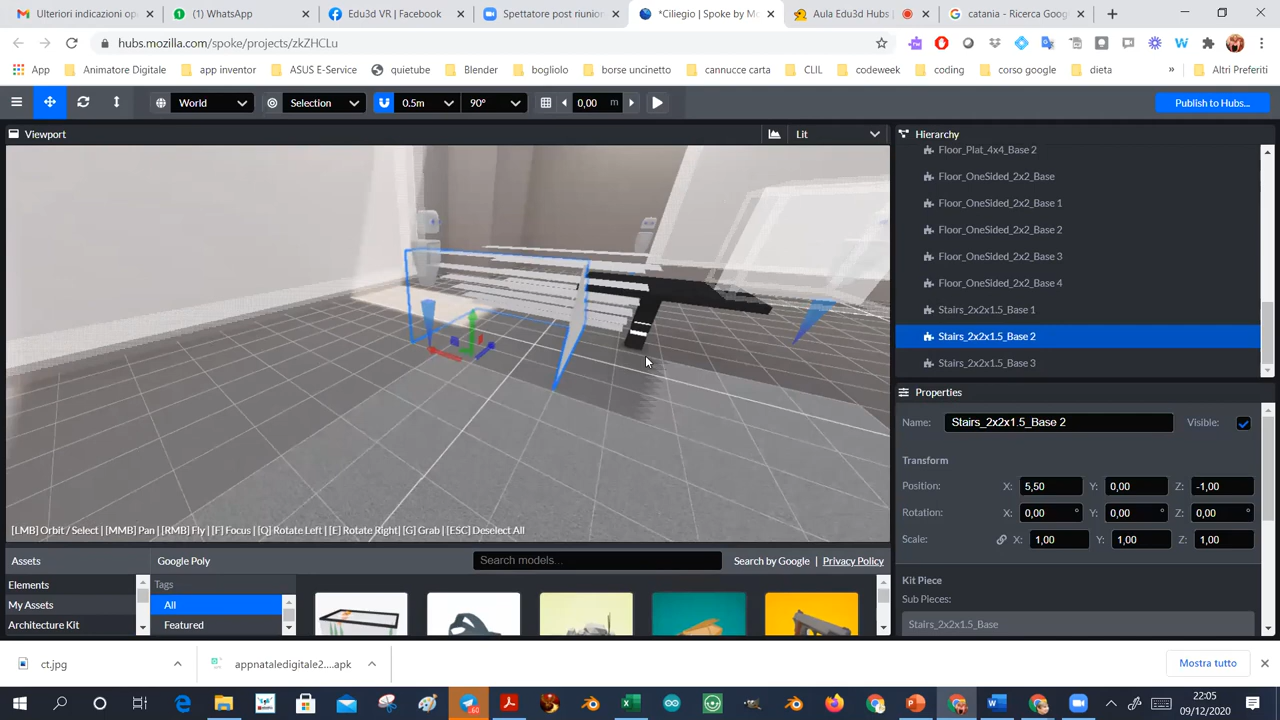 Ulteriori indicazioni op
(1) WhatsApp
Edu3d VR | Facebook
Spettatore post riunior
*Ciliegio | Spoke by Mo
Aula Edu3d Hubs |
catania - Ricerca Goog
hubs.mozilla.com/spoke/projects/zkZHCLu
App
Animatore Digitale
app inventor
ASUS E-Service
quietube
Blender
bogliolo
borse uncinetto
cannucce carta
CLIL
codeweek
coding
corso google
dieta
»
Altri Preferiti
World
Selection
0.5m
90°
0,00 m
Publish to Hubs...
Viewport
Lit
Hierarchy
Floor_Plat_4x4_Base 2
Floor_OneSided_2x2_Base
Floor_OneSided_2x2_Base 1
Floor_OneSided_2x2_Base 2
Floor_OneSided_2x2_Base 3
Floor_OneSided_2x2_Base 4
Stairs_2x2x1.5_Base 1
Stairs_2x2x1.5_Base 2
Stairs_2x2x1.5_Base 3
Properties
Name: Stairs_2x2x1.5_Base 2 Visible:
Transform
Position: X: 5,50 Y: 0,00 Z: -1,00
Rotation: X: 0,00 ° Y: 0,00 ° Z: 0,00 °
Scale: X: 1,00 Y: 1,00 Z: 1,00
Kit Piece
Sub Pieces:
Stairs_2x2x1.5_Base
[LMB] Orbit / Select | [MMB] Pan | [RMB] Fly | [F] Focus | [Q] Rotate Left | [E] Rotate Right | [G] Grab | [ESC] Deselect All
Assets
Google Poly
Search models...
Search by Google | Privacy Policy
Elements
My Assets
Architecture Kit
Tags
All
Featured
ct.jpg
appnataledigitale2....apk
Mostra tutto
22:05
09/12/2020